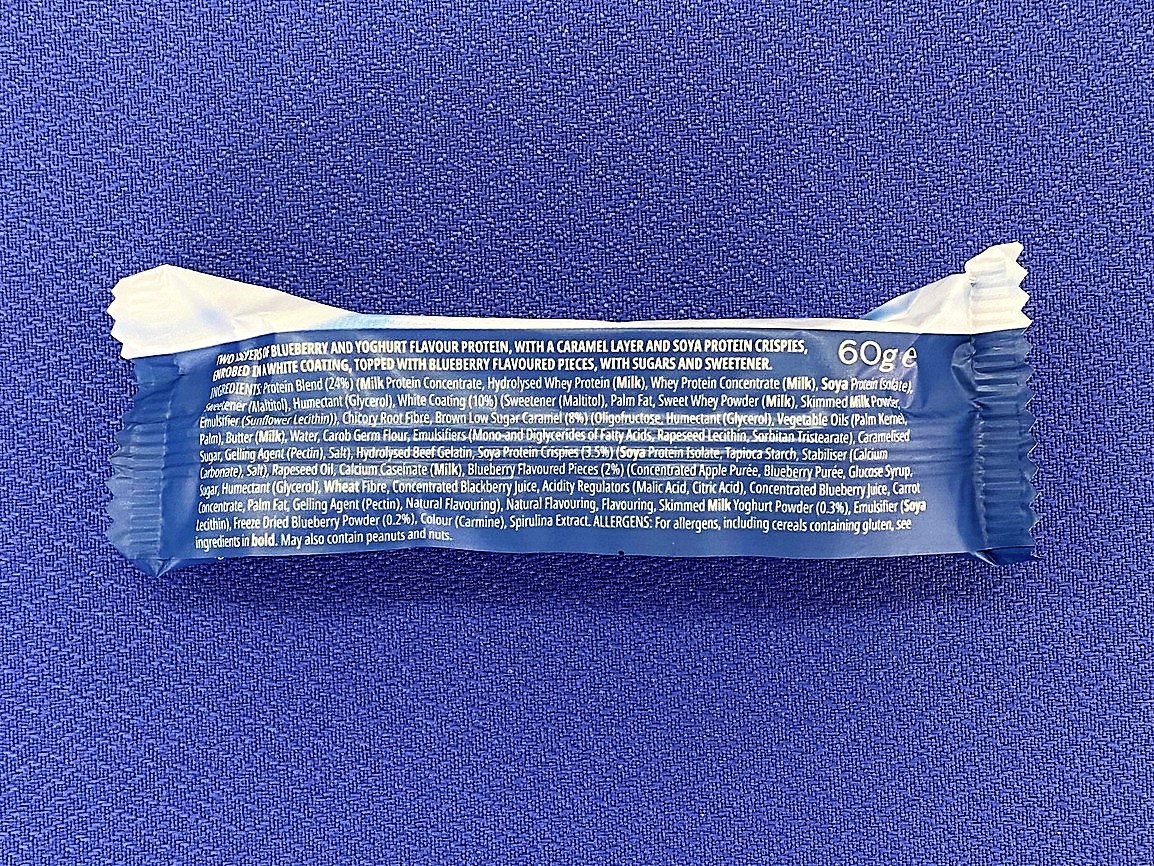 TWO LAYERS OF BLUEBERRY AND YOGHURT FLAVOUR PROTEIN, WITH A CARAMEL LAYER AND SOYA PROTEIN CRISPIES,
ENROBED IN A WHITE COATING, TOPPED WITH BLUEBERRY FLAVOURED PIECES, WITH SUGARS AND SWEETENER.
60g e
INGREDIENTS: Protein Blend (24%) (Milk Protein Concentrate, Hydrolysed Whey Protein (Milk), Whey Protein Concentrate (Milk), Soya Protein Isolate),
Sweetener (Maltitol), Humectant (Glycerol), White Coating (10%) (Sweetener (Maltitol), Palm Fat, Sweet Whey Powder (Milk), Skimmed Milk Powder,
Emulsifier (Sunflower Lecithin)), Chicory Root Fibre, Brown Low Sugar Caramel (8%) (Oligofructose, Humectant (Glycerol), Vegetable Oils (Palm Kernel,
Palm), Butter (Milk), Water, Carob Germ Flour, Emulsifiers (Mono-and Diglycerides of Fatty Acids, Rapeseed Lecithin, Sorbitan Tristearate), Caramelised
Sugar, Gelling Agent (Pectin), Salt), Hydrolysed Beef Gelatin, Soya Protein Crispies (3.5%) (Soya Protein Isolate, Tapioca Starch, Stabiliser (Calcium
Carbonate), Salt), Rapeseed Oil, Calcium Caseinate (Milk), Blueberry Flavoured Pieces (2%) (Concentrated Apple Purée, Blueberry Purée, Glucose Syrup,
Sugar, Humectant (Glycerol), Wheat Fibre, Concentrated Blackberry Juice, Acidity Regulators (Malic Acid, Citric Acid), Concentrated Blueberry Juice, Carrot
Concentrate, Palm Fat, Gelling Agent (Pectin), Natural Flavouring), Natural Flavouring, Flavouring, Skimmed Milk Yoghurt Powder (0.3%), Emulsifier (Soya
Lecithin), Freeze Dried Blueberry Powder (0.2%), Colour (Carmine), Spirulina Extract. ALLERGENS: For allergens, including cereals containing gluten, see
ingredients in bold. May also contain peanuts and nuts.